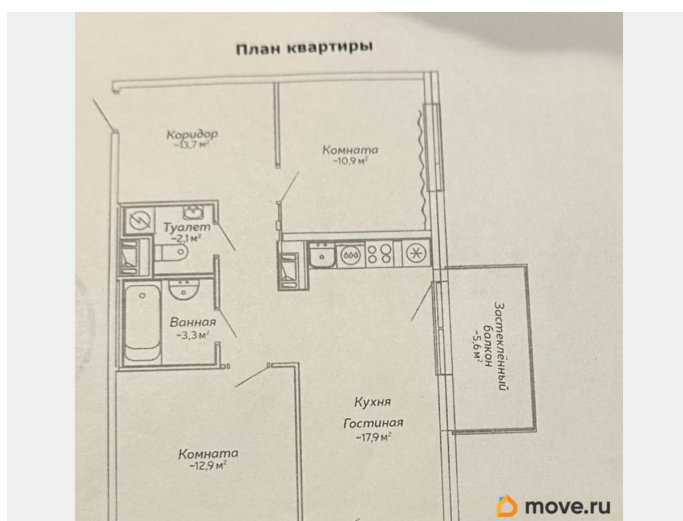 План квартиры
Коридор
~13,7 м²
Комната
~10,9 м²
Туалет
~2,1 м²
Ванная
~3,3 м²
Застеклённый
балкон
~5,6 м²
Кухня
Гостиная
~17,9 м²
Комната
~12,9 м²
move.ru